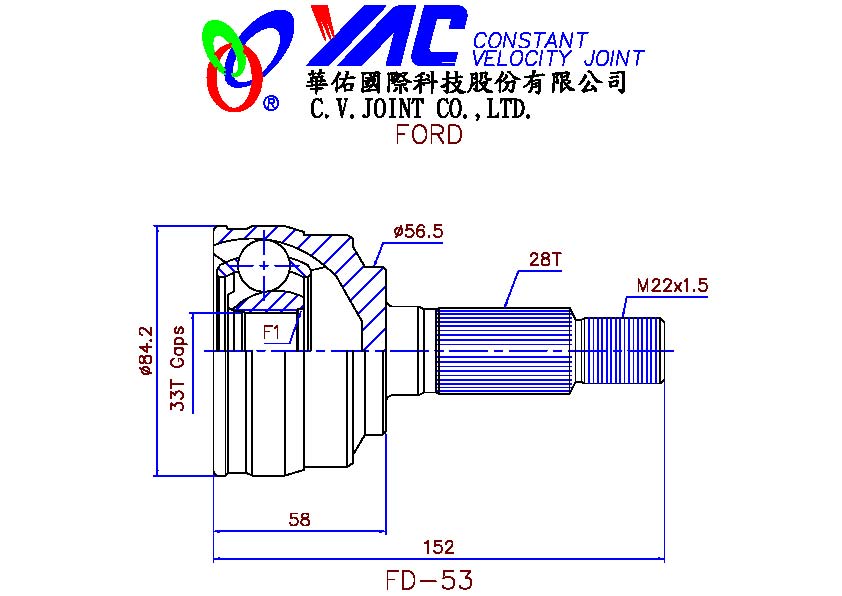 YAC CONSTANT
VELOCITY JOINT
®
華佑國際科技股份有限公司
C.V.JOINT CO.,LTD.
FORD
ø56.5
28T
M22x1.5
F1
ø84.2
33T Gaps
58
152
FD-53